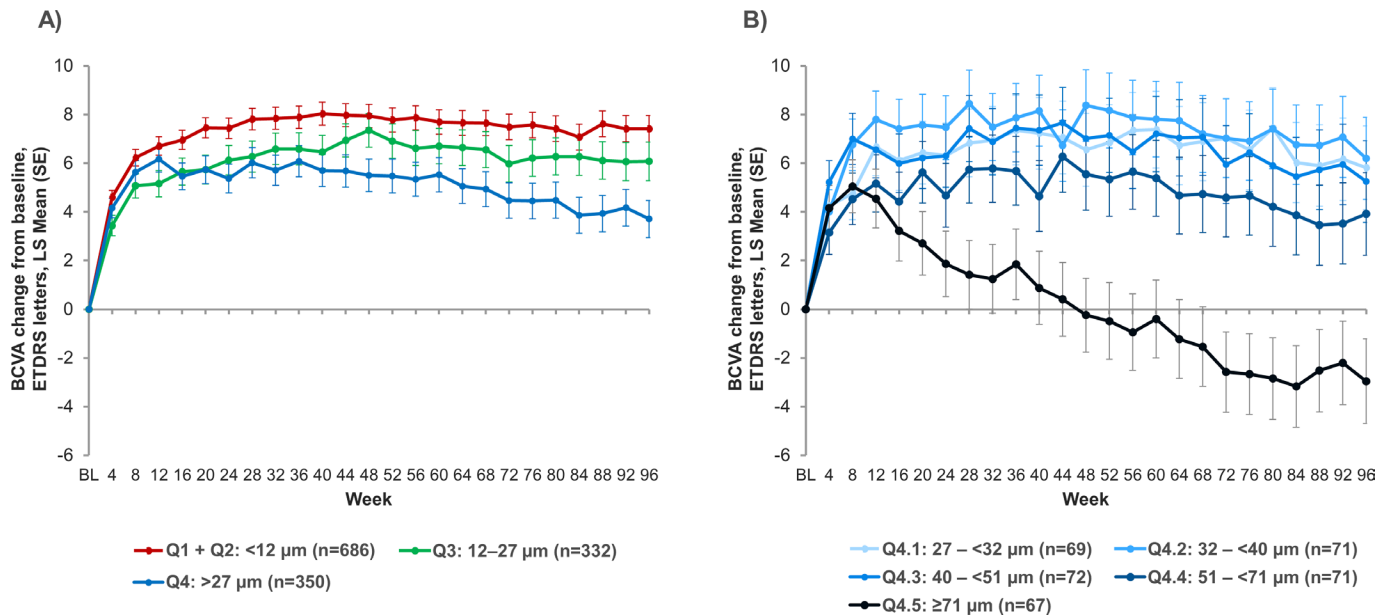 A)
BCVA change from baseline,
ETDRS letters, LS Mean (SE)
10
8
6
4
2
0
-2
-4
-6
BL 4 8 12 16 20 24 28 32 36 40 44 48 52 56 60 64 68 72 76 80 84 88 92 96
Week
Q1 + Q2: <12 µm (n=686) Q3: 12–27 µm (n=332)
Q4: >27 µm (n=350)
B)
BCVA change from baseline,
ETDRS letters, LS Mean (SE)
10
8
6
4
2
0
-2
-4
-6
BL 4 8 12 16 20 24 28 32 36 40 44 48 52 56 60 64 68 72 76 80 84 88 92 96
Week
Q4.1: 27 – <32 µm (n=69) Q4.2: 32 – <40 µm (n=71)
Q4.3: 40 – <51 µm (n=72) Q4.4: 51 – <71 µm (n=71)
Q4.5: ≥71 µm (n=67)